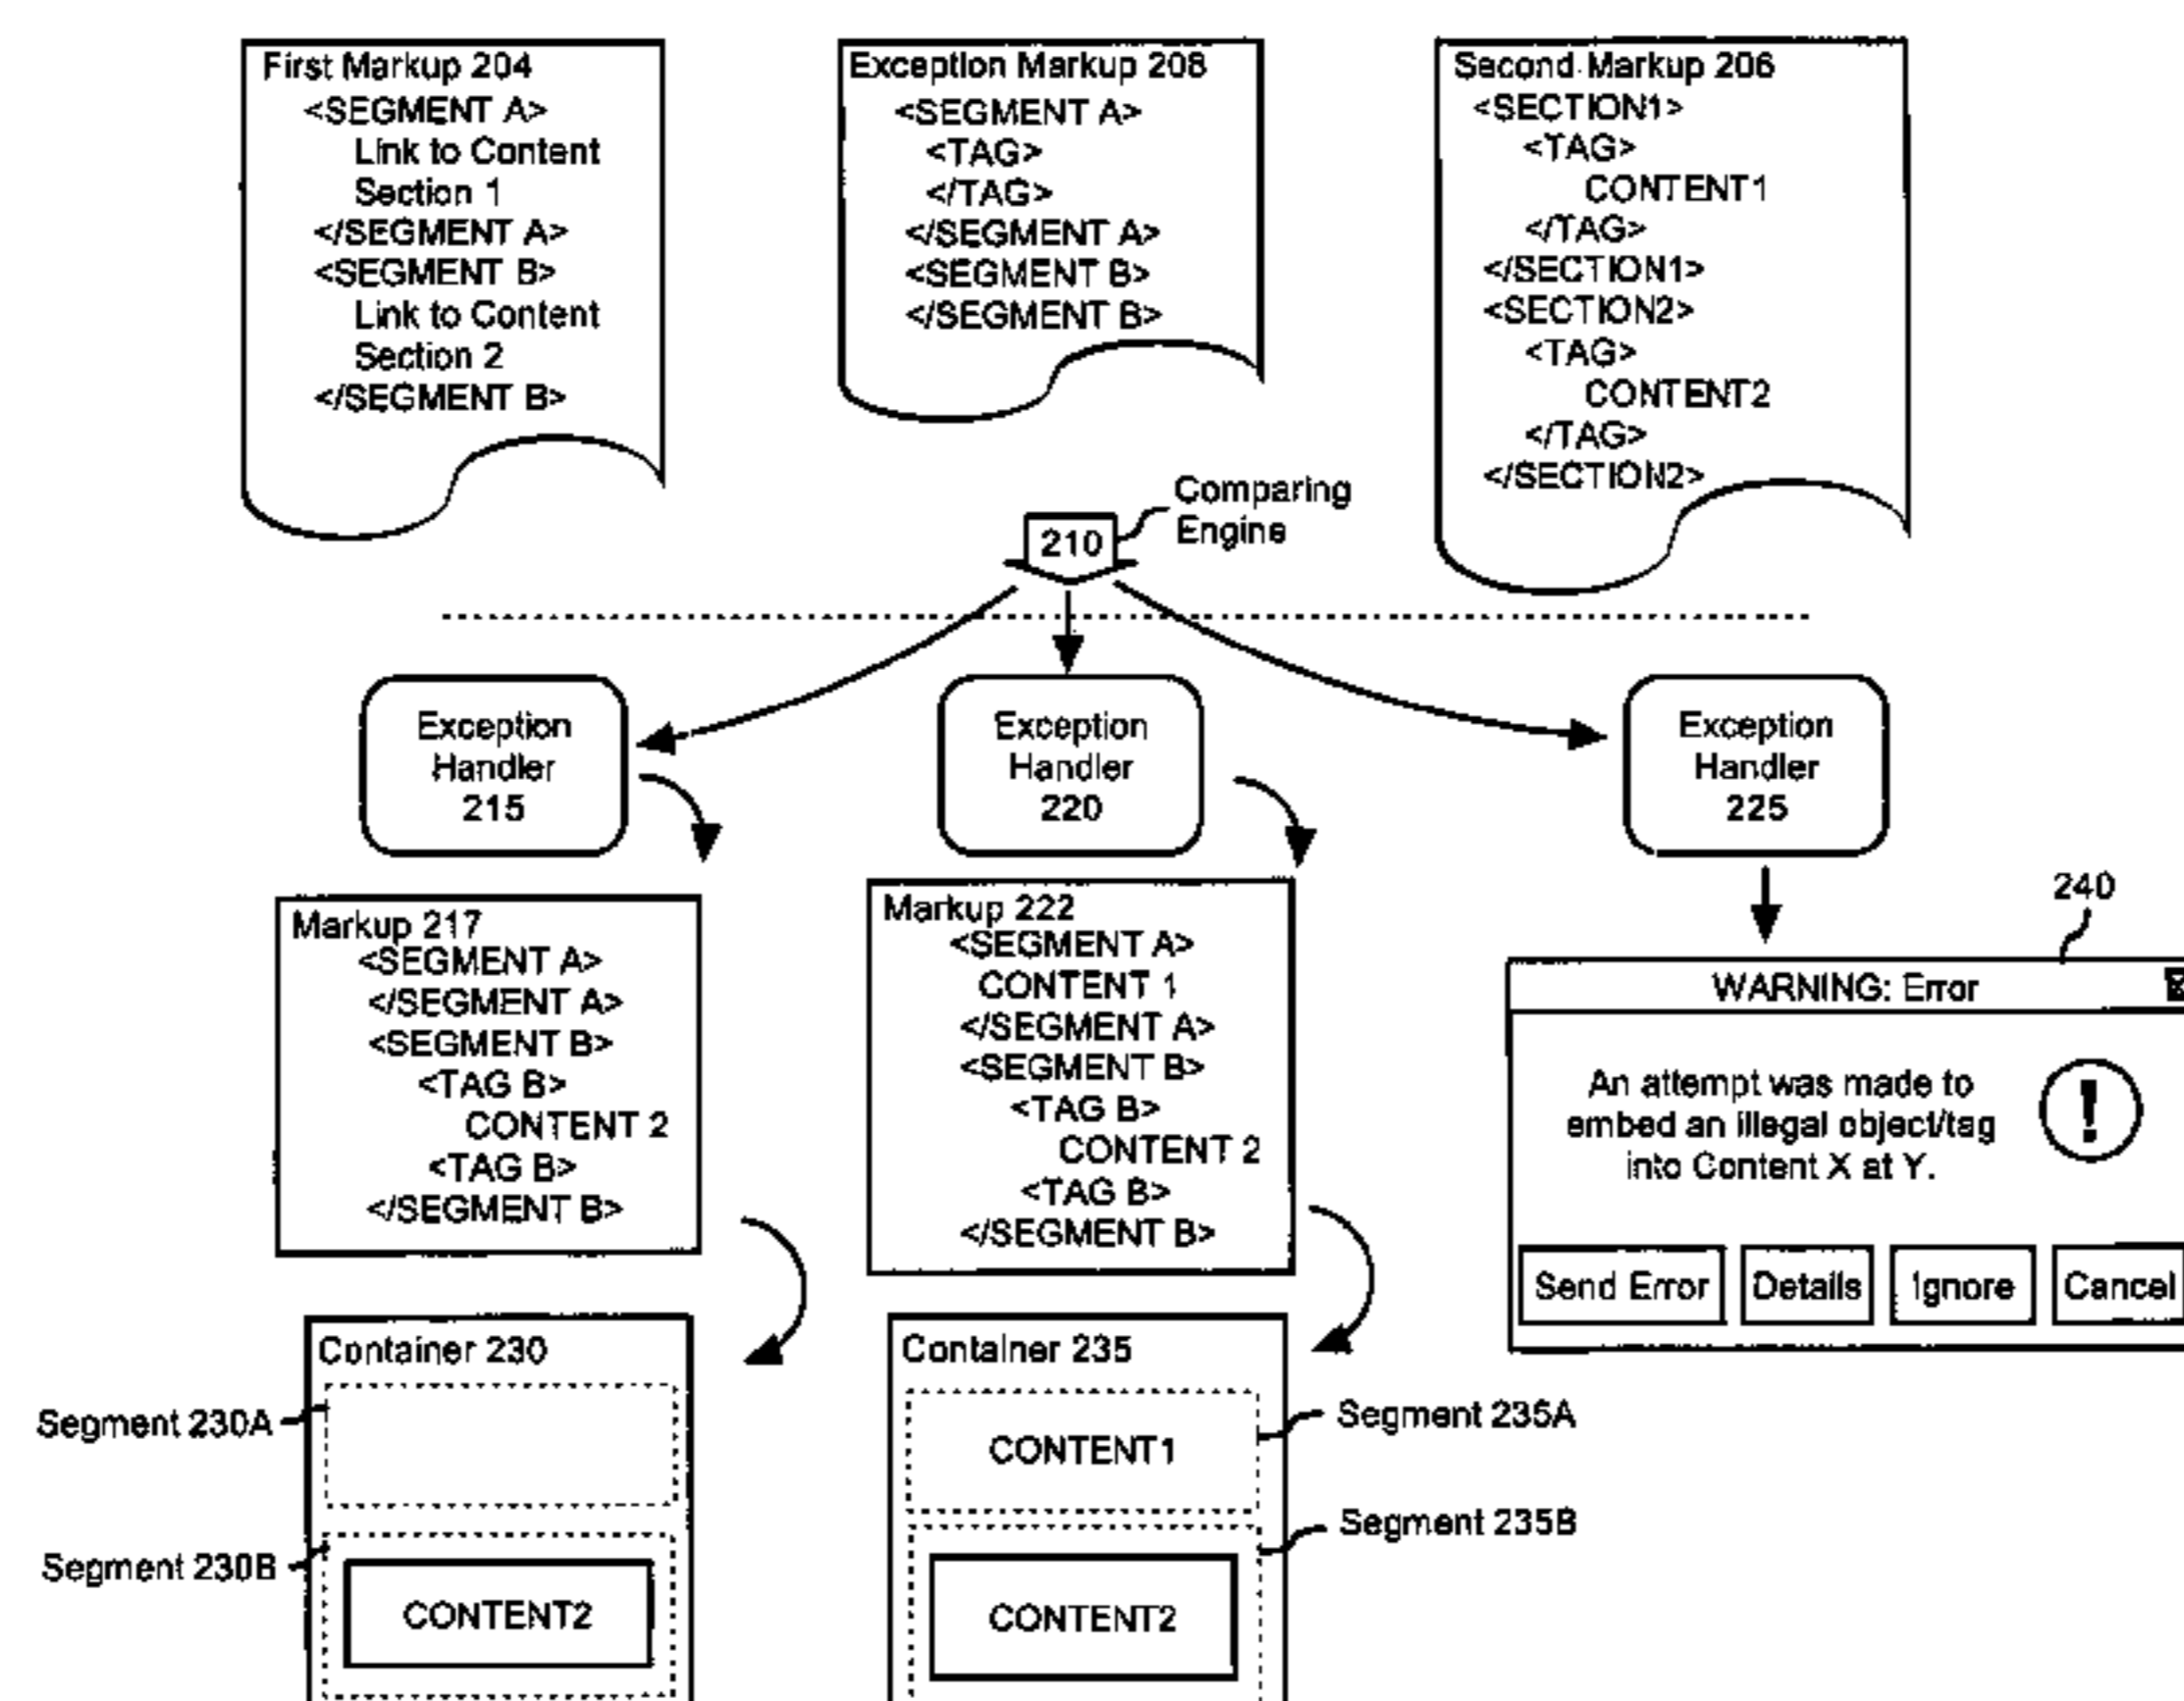 First Markup 204
<SEGMENT A>
Link to Content
Section 1
</SEGMENT A>
<SEGMENT B>
Link to Content
Section 2
</SEGMENT B>
Exception Markup 208
<SEGMENT A>
<TAG>
</TAG>
</SEGMENT A>
<SEGMENT B>
</SEGMENT B>
Second Markup 206
<SECTION1>
<TAG>
CONTENT1
</TAG>
</SECTION1>
<SECTION2>
<TAG>
CONTENT2
</TAG>
</SECTION2>
Comparing
Engine
210
Exception
Handler
215
Exception
Handler
220
Exception
Handler
225
Markup 217
<SEGMENT A>
</SEGMENT A>
<SEGMENT B>
<TAG B>
CONTENT 2
<TAG B>
</SEGMENT B>
Markup 222
<SEGMENT A>
CONTENT 1
</SEGMENT A>
<SEGMENT B>
<TAG B>
CONTENT 2
<TAG B>
</SEGMENT B>
240
WARNING: Error
An attempt was made to
embed an illegal object/tag
into Content X at Y.
!
Send Error Details Ignore Cancel
Container 230
Segment 230A
Segment 230B
CONTENT2
Container 235
CONTENT1
Segment 235A
Segment 235B
CONTENT2